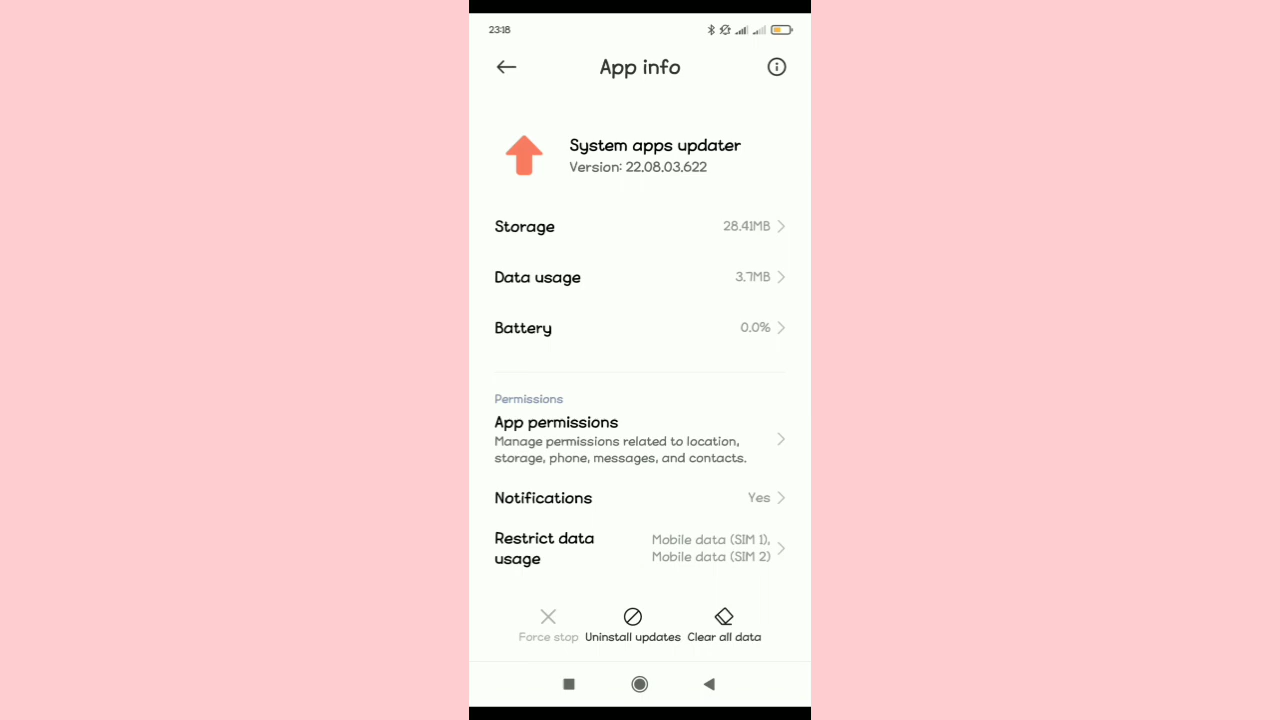 23:18
App info
System apps updater
Version: 22.08.03.622
Storage 28.41MB
Data usage 3.7MB
Battery 0.0%
Permissions
App permissions
Manage permissions related to location,
storage, phone, messages, and contacts.
Notifications Yes
Restrict data
usage
Mobile data (SIM 1),
Mobile data (SIM 2)
Force stop Uninstall updates Clear all data